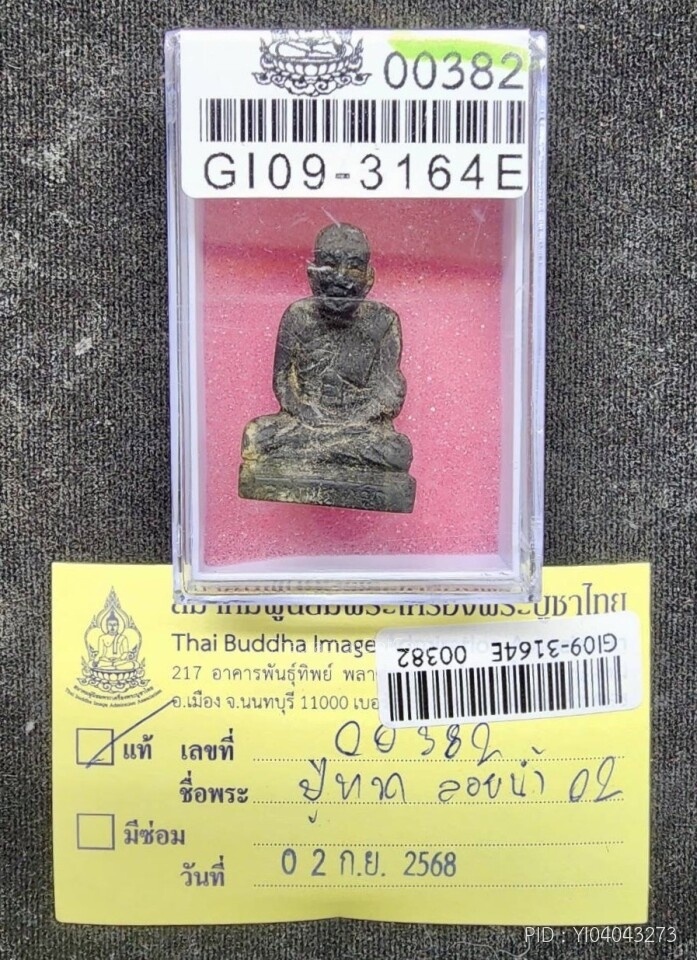 00382
GI09-3164E
Thai Buddha Image
217 อาคารพันธุ์ทิพย์
อ.เมือง จ.นนทบุรี 11000
GI09-3164E 00382
แท้ เลขที่ 00382
ชื่อพระ ปู่ทวด ลอยน้ำ 02
มีซ่อม
วันที่ 02 ก.ย. 2568
PID : YI04043273